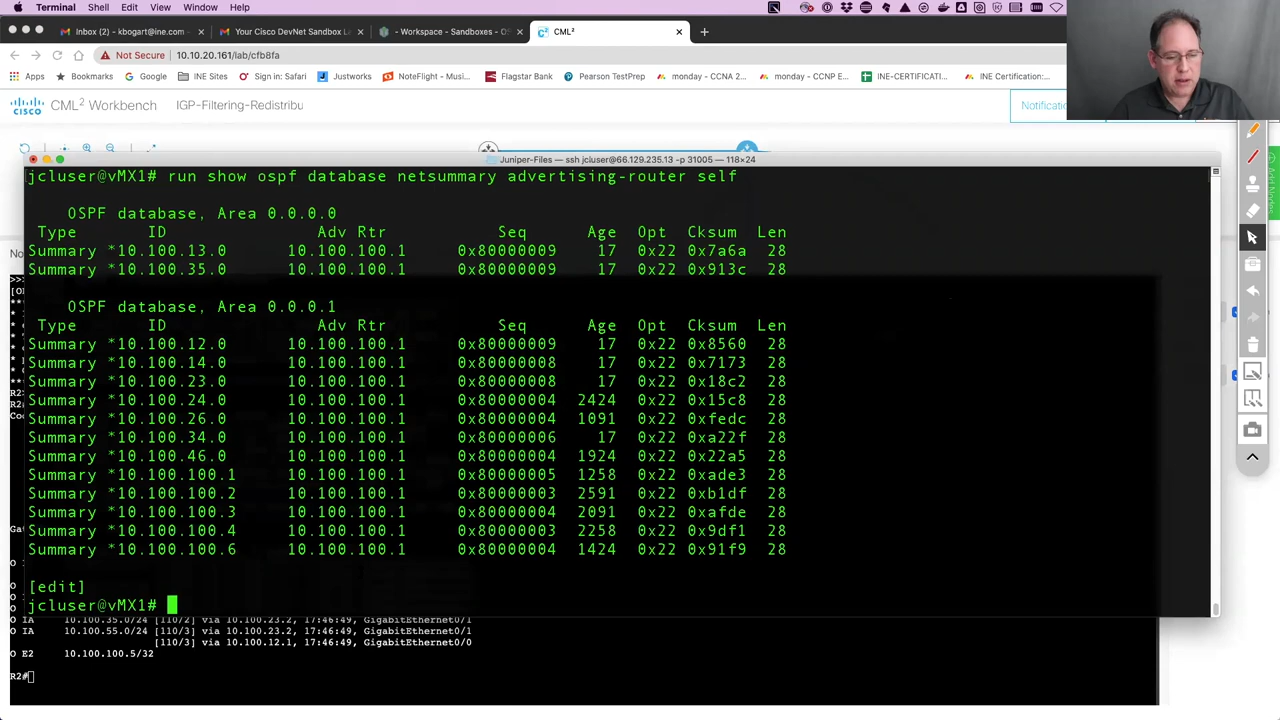 Terminal Shell Edit View Window Help
Inbox (2) - kbogart@ine.com - Your Cisco DevNet Sandbox La - Workspace - Sandboxes - OS CML²
Not Secure 10.10.20.161/lab/cfb8fa
Apps Bookmarks Google INE Sites Sign in: Safari Justworks NoteFlight - Musi... Flagstar Bank Pearson TestPrep monday - CCNA 2... monday - CCNP E... INE-CERTIFICATI... INE Certification:...
CISCO CML² Workbench IGP-Filtering-Redistribu Notification
Juniper-Files — ssh jcluser@66.129.235.13 -p 31005 — 118×24
jcluser@vMX1# run show ospf database netsummary advertising-router self
OSPF database, Area 0.0.0.0
Type ID Adv Rtr Seq Age Opt Cksum Len
Summary *10.100.13.0 10.100.100.1 0x80000009 17 0x22 0x7a6a 28
Summary *10.100.35.0 10.100.100.1 0x80000009 17 0x22 0x913c 28
OSPF database, Area 0.0.0.1
Type ID Adv Rtr Seq Age Opt Cksum Len
Summary *10.100.12.0 10.100.100.1 0x80000009 17 0x22 0x8560 28
Summary *10.100.14.0 10.100.100.1 0x80000008 17 0x22 0x7173 28
Summary *10.100.23.0 10.100.100.1 0x80000008 17 0x22 0x18c2 28
Summary *10.100.24.0 10.100.100.1 0x80000004 2424 0x22 0x15c8 28
Summary *10.100.26.0 10.100.100.1 0x80000004 1091 0x22 0xfedc 28
Summary *10.100.34.0 10.100.100.1 0x80000006 17 0x22 0xa22f 28
Summary *10.100.46.0 10.100.100.1 0x80000004 1924 0x22 0x22a5 28
Summary *10.100.100.1 10.100.100.1 0x80000005 1258 0x22 0xade3 28
Summary *10.100.100.2 10.100.100.1 0x80000003 2591 0x22 0xb1df 28
Summary *10.100.100.3 10.100.100.1 0x80000004 2091 0x22 0xafde 28
Summary *10.100.100.4 10.100.100.1 0x80000003 2258 0x22 0x9df1 28
Summary *10.100.100.6 10.100.100.1 0x80000004 1424 0x22 0x91f9 28
[edit]
jcluser@vMX1#
O IA 10.100.35.0/24 [110/2] via 10.100.23.2, 17:46:49, GigabitEthernet0/1
O IA 10.100.55.0/24 [110/3] via 10.100.23.2, 17:46:49, GigabitEthernet0/1
[110/3] via 10.100.12.1, 17:46:49, GigabitEthernet0/0
O E2 10.100.100.5/32
R2#
Add Nodes